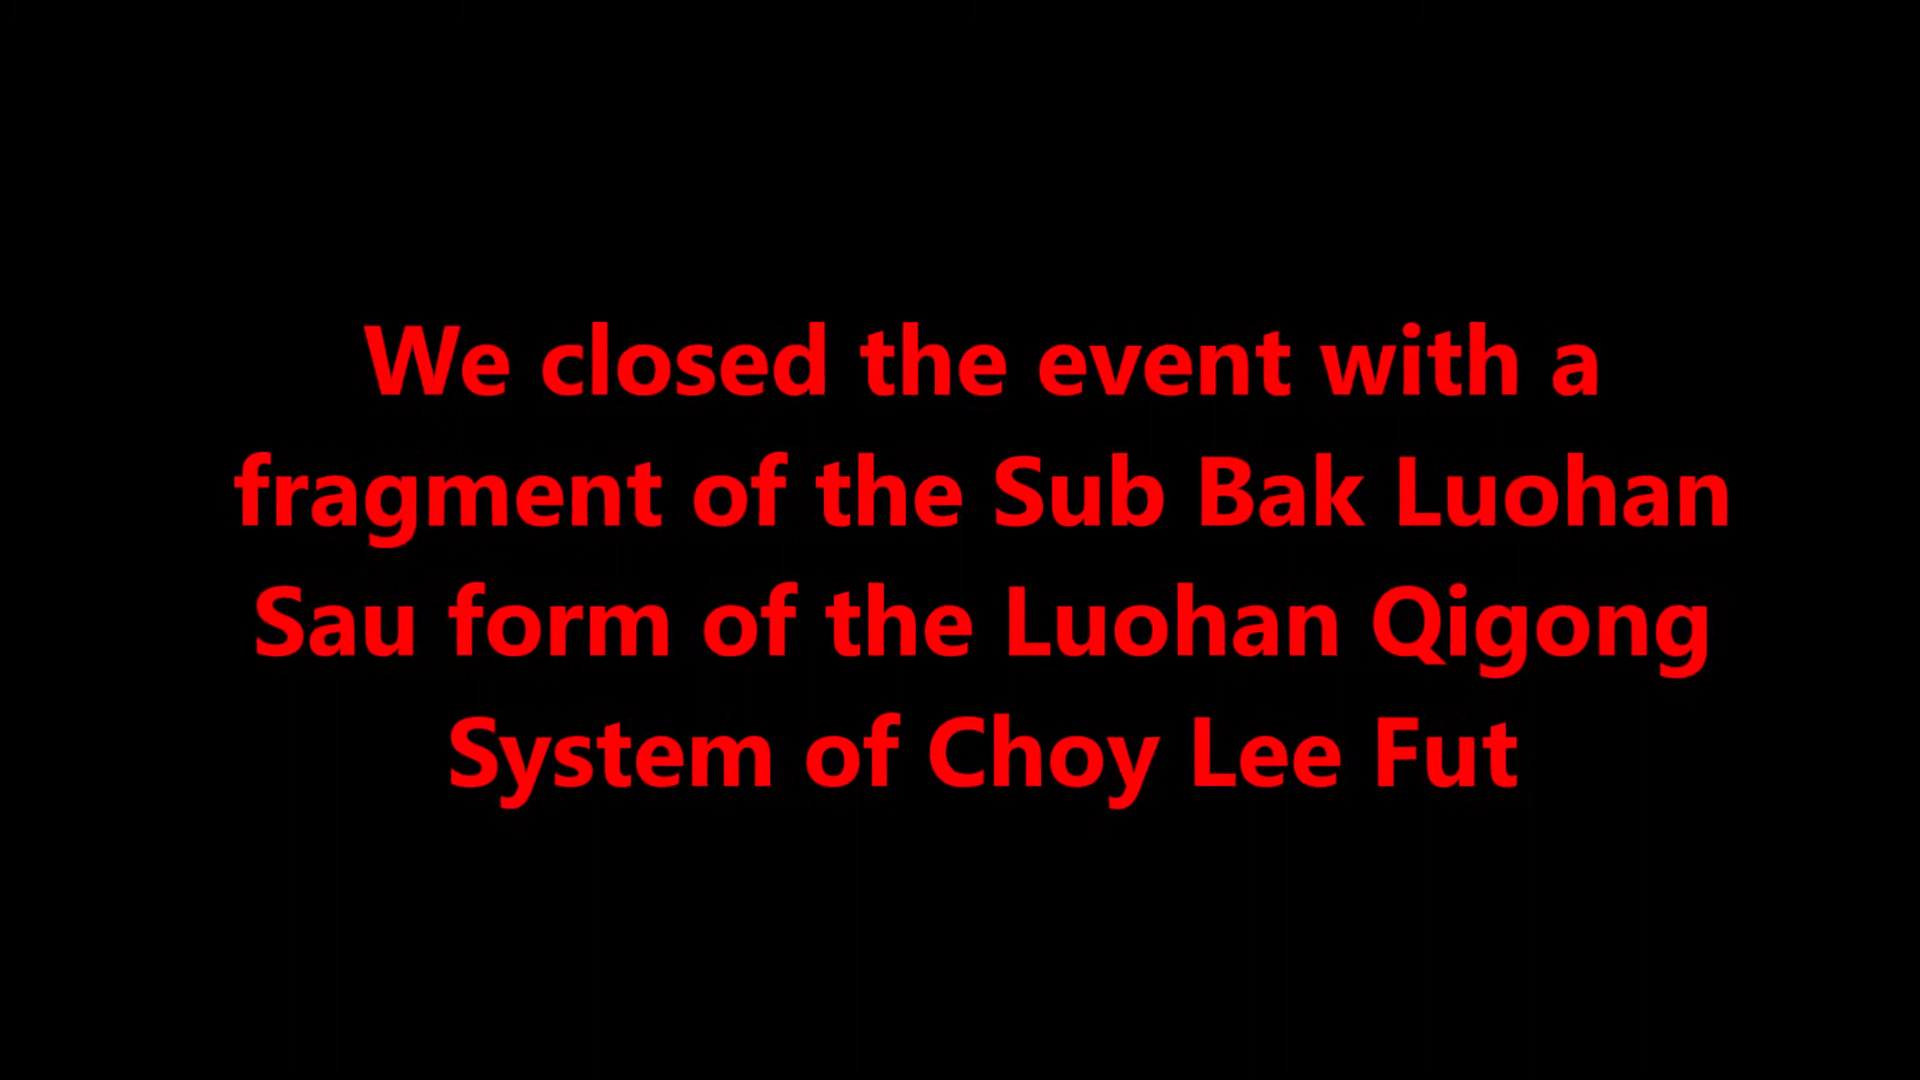 We closed the event with a
fragment of the Sub Bak Luohan
Sau form of the Luohan Qigong
System of Choy Lee Fut